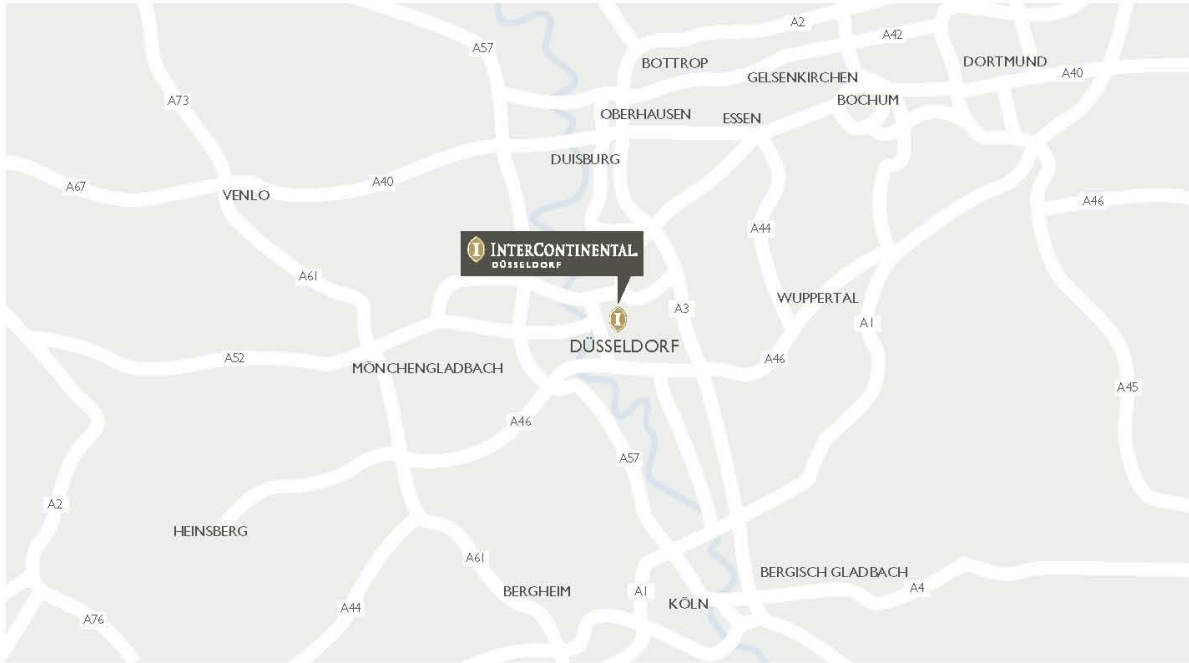 A2
A42
A57
BOTTROP
DORTMUND
GELSENKIRCHEN
A40
A73
BOCHUM
OBERHAUSEN
ESSEN
DUISBURG
A67
A40
VENLO
A46
A44
I INTERCONTINENTAL.
DÜSSELDORF
A61
WUPPERTAL
A3
I
A1
DÜSSELDORF
A52
A46
MÖNCHENGLADBACH
A45
A46
A57
A2
HEINSBERG
A61
BERGISCH GLADBACH
A4
BERGHEIM
A1
KÖLN
A44
A76